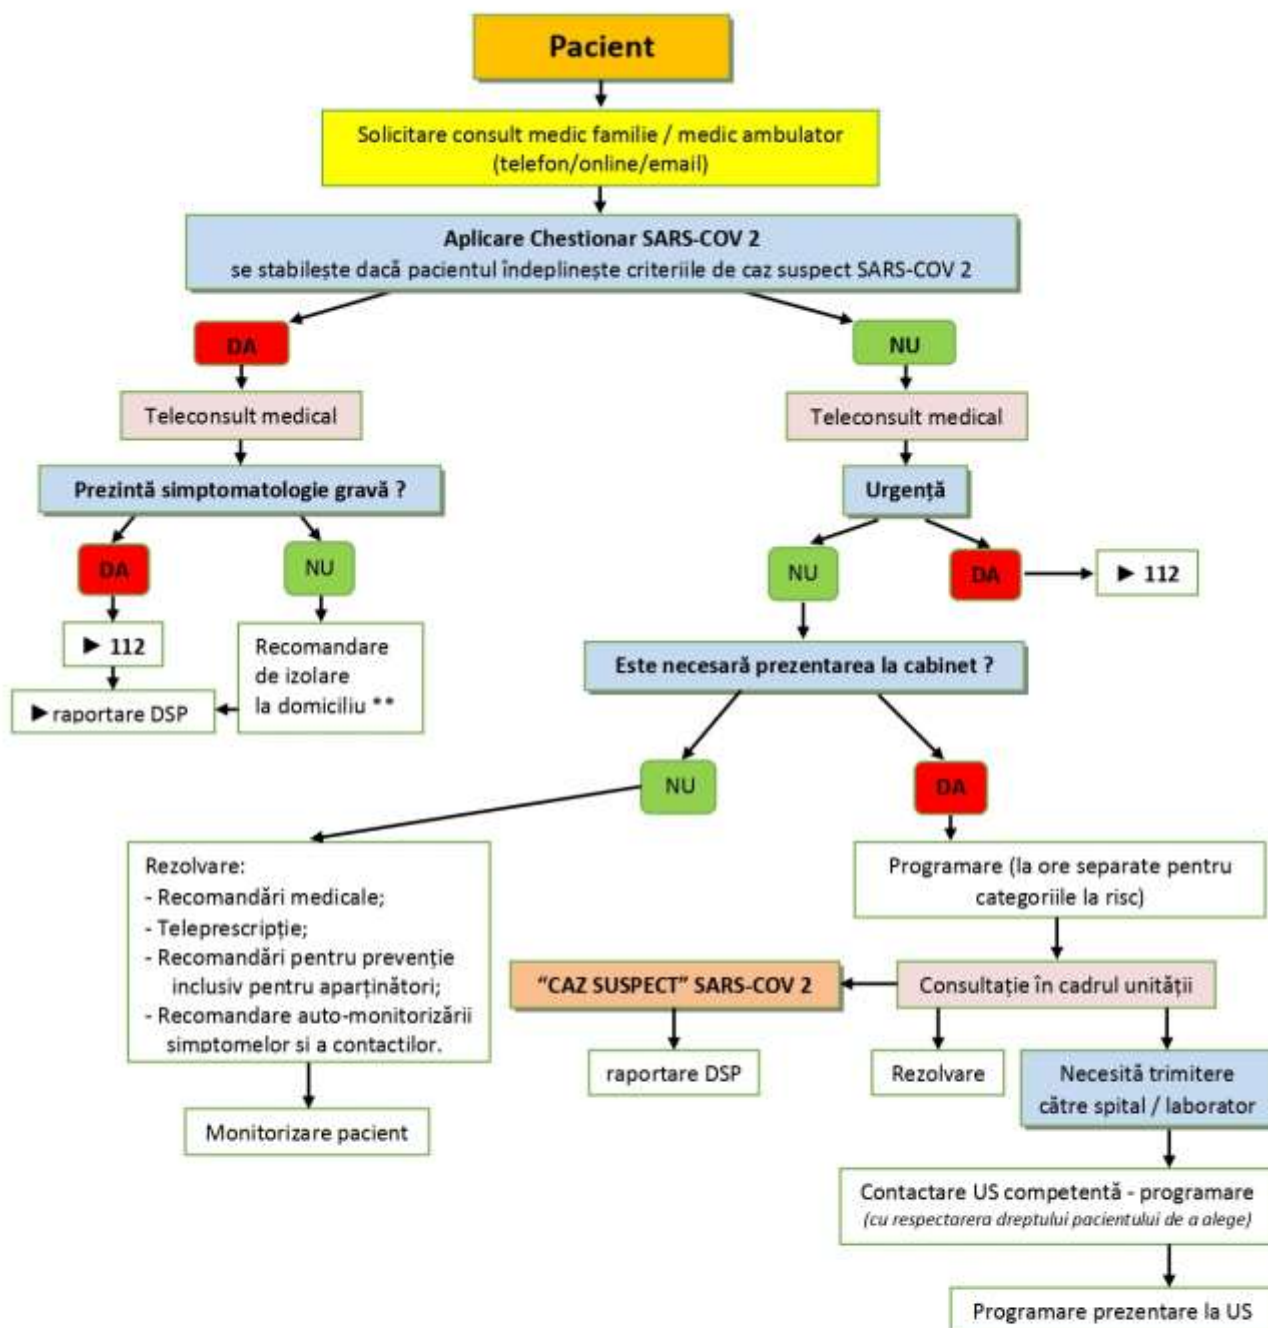 Pacient
Solicitare consult medic familie / medic ambulator
(telefon/online/email)
Aplicare Chestionar SARS-COV 2
se stabilește dacă pacientul îndeplinește criteriile de caz suspect SARS-COV 2
DA
NU
Teleconsult medical
Teleconsult medical
Prezintă simptomatologie gravă ?
Urgență
DA
NU
NU
DA
► 112
► 112
Recomandare
de izolare
la domiciliu **
►raportare DSP
Este necesară prezentarea la cabinet ?
NU
DA
Rezolvare:
- Recomandări medicale;
- Teleprescripție;
- Recomandări pentru prevenție
inclusiv pentru aparținători;
- Recomandare auto-monitorizării
simptomelor și a contacților.
Monitorizare pacient
Programare (la ore separate pentru
categoriile la risc)
"CAZ SUSPECT" SARS-COV 2
Consultație în cadrul unității
raportare DSP
Rezolvare
Necesită trimitere
către spital / laborator
Contactare US competentă - programare
(cu respectarera dreptului pacientului de a alege)
Programare prezentare la US